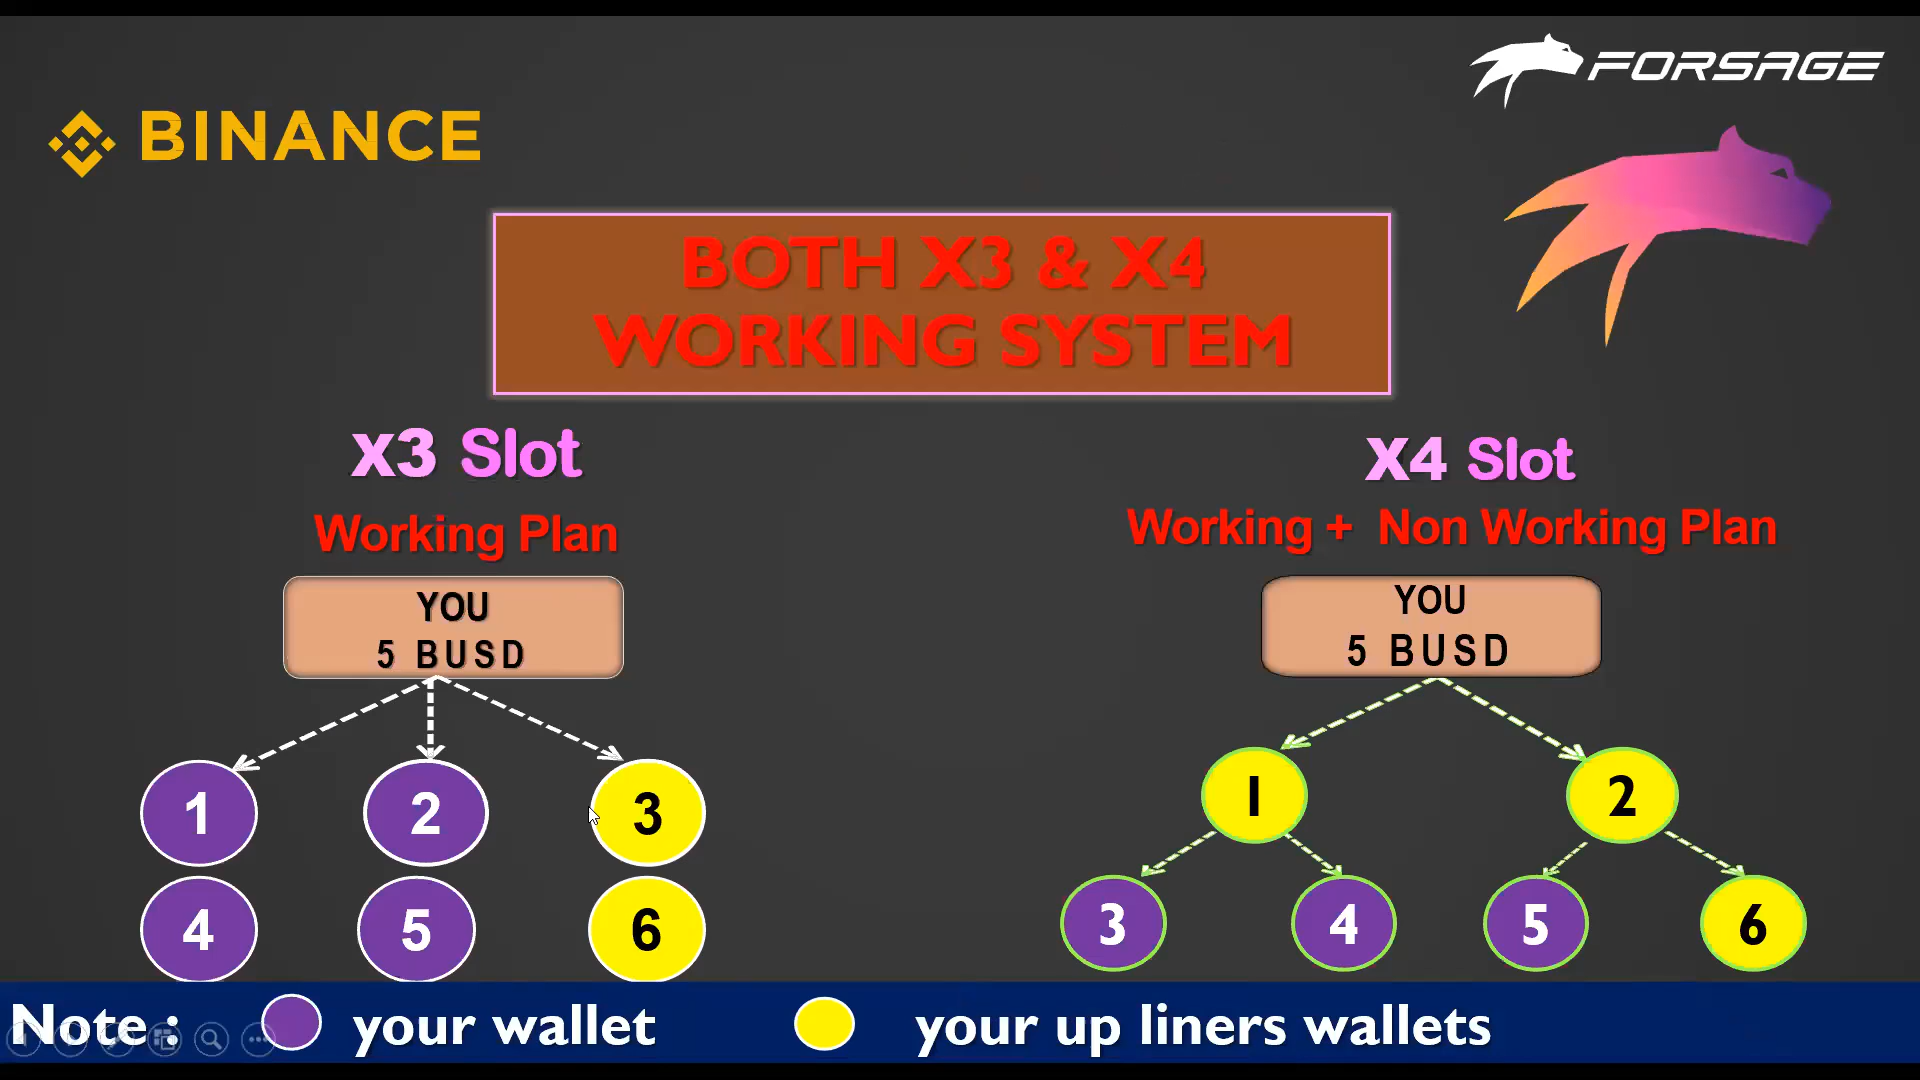 FORSAGE
BINANCE
BOTH X3 & X4
WORKING SYSTEM
X3 Slot
Working Plan
YOU
5 BUSD
1
2
3
4
5
6
X4 Slot
Working + Non Working Plan
YOU
5 BUSD
1
2
3
4
5
6
Note : your wallet your up liners wallets